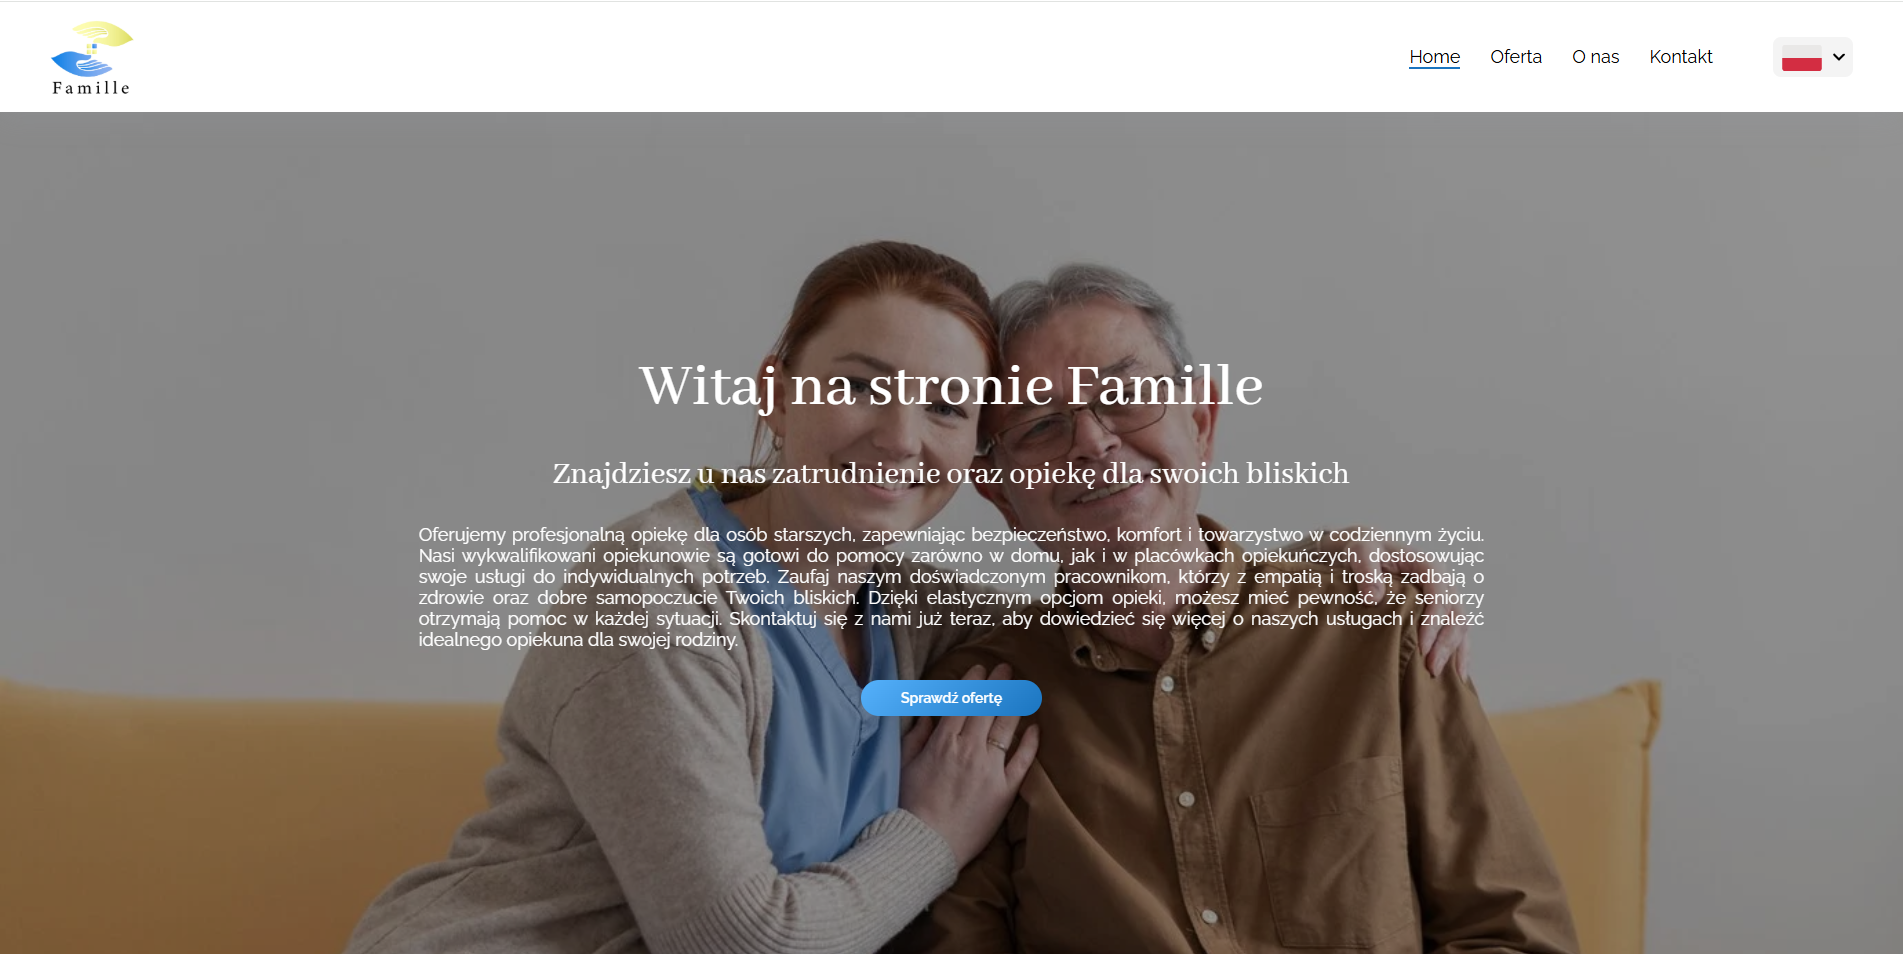 Famille
Home
Oferta
O nas
Kontakt
Witaj na stronie Famille
Znajdziesz u nas zatrudnienie oraz opiekę dla swoich bliskich
Oferujemy profesjonalną opiekę dla osób starszych, zapewniając bezpieczeństwo, komfort i towarzystwo w codziennym życiu.
Nasi wykwalifikowani opiekunowie są gotowi do pomocy zarówno w domu, jak i w placówkach opiekuńczych, dostosowując
swoje usługi do indywidualnych potrzeb. Zaufaj naszym doświadczonym pracownikom, którzy z empatią i troską zadbają o
zdrowie oraz dobre samopoczucie Twoich bliskich. Dzięki elastycznym opcjom opieki, możesz mieć pewność, że seniorzy
otrzymają pomoc w każdej sytuacji. Skontaktuj się z nami już teraz, aby dowiedzieć się więcej o naszych usługach i znaleźć
idealnego opiekuna dla swojej rodziny.
Sprawdź ofertę